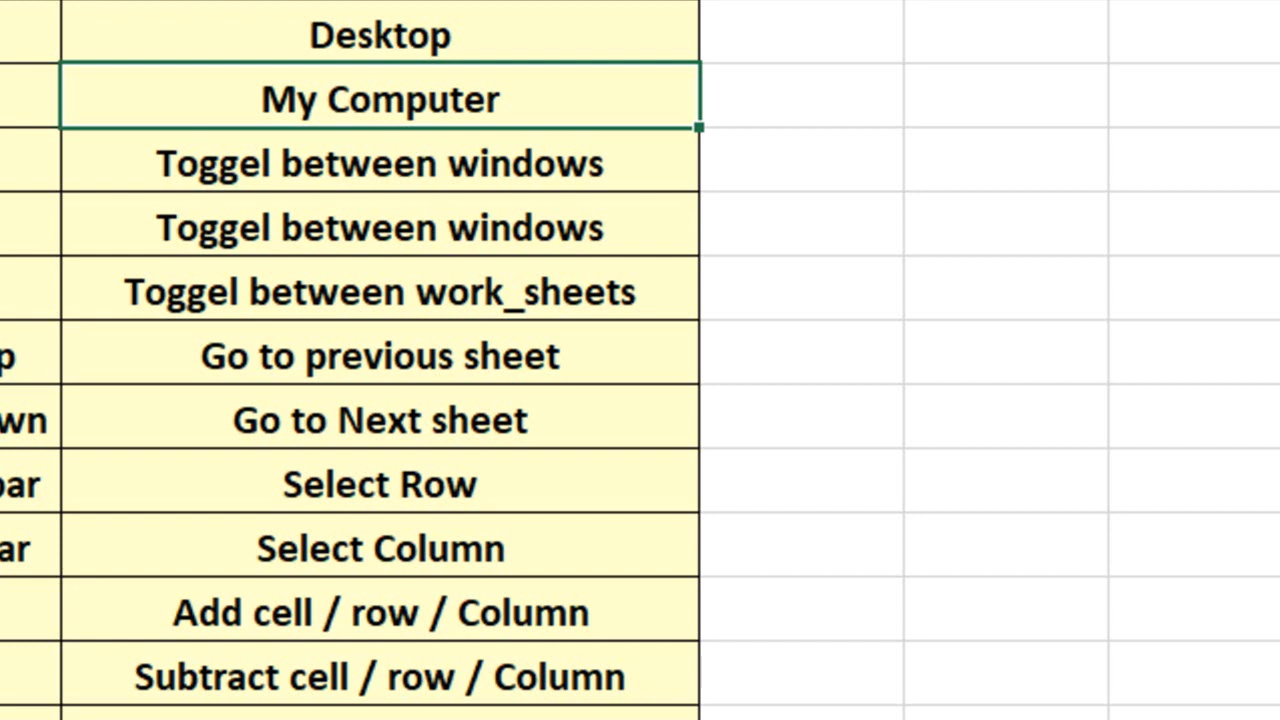 Desktop
My Computer
Toggel between windows
Toggel between windows
Toggel between work_sheets
Go to previous sheet
Go to Next sheet
Select Row
Select Column
Add cell / row / Column
Subtract cell / row / Column